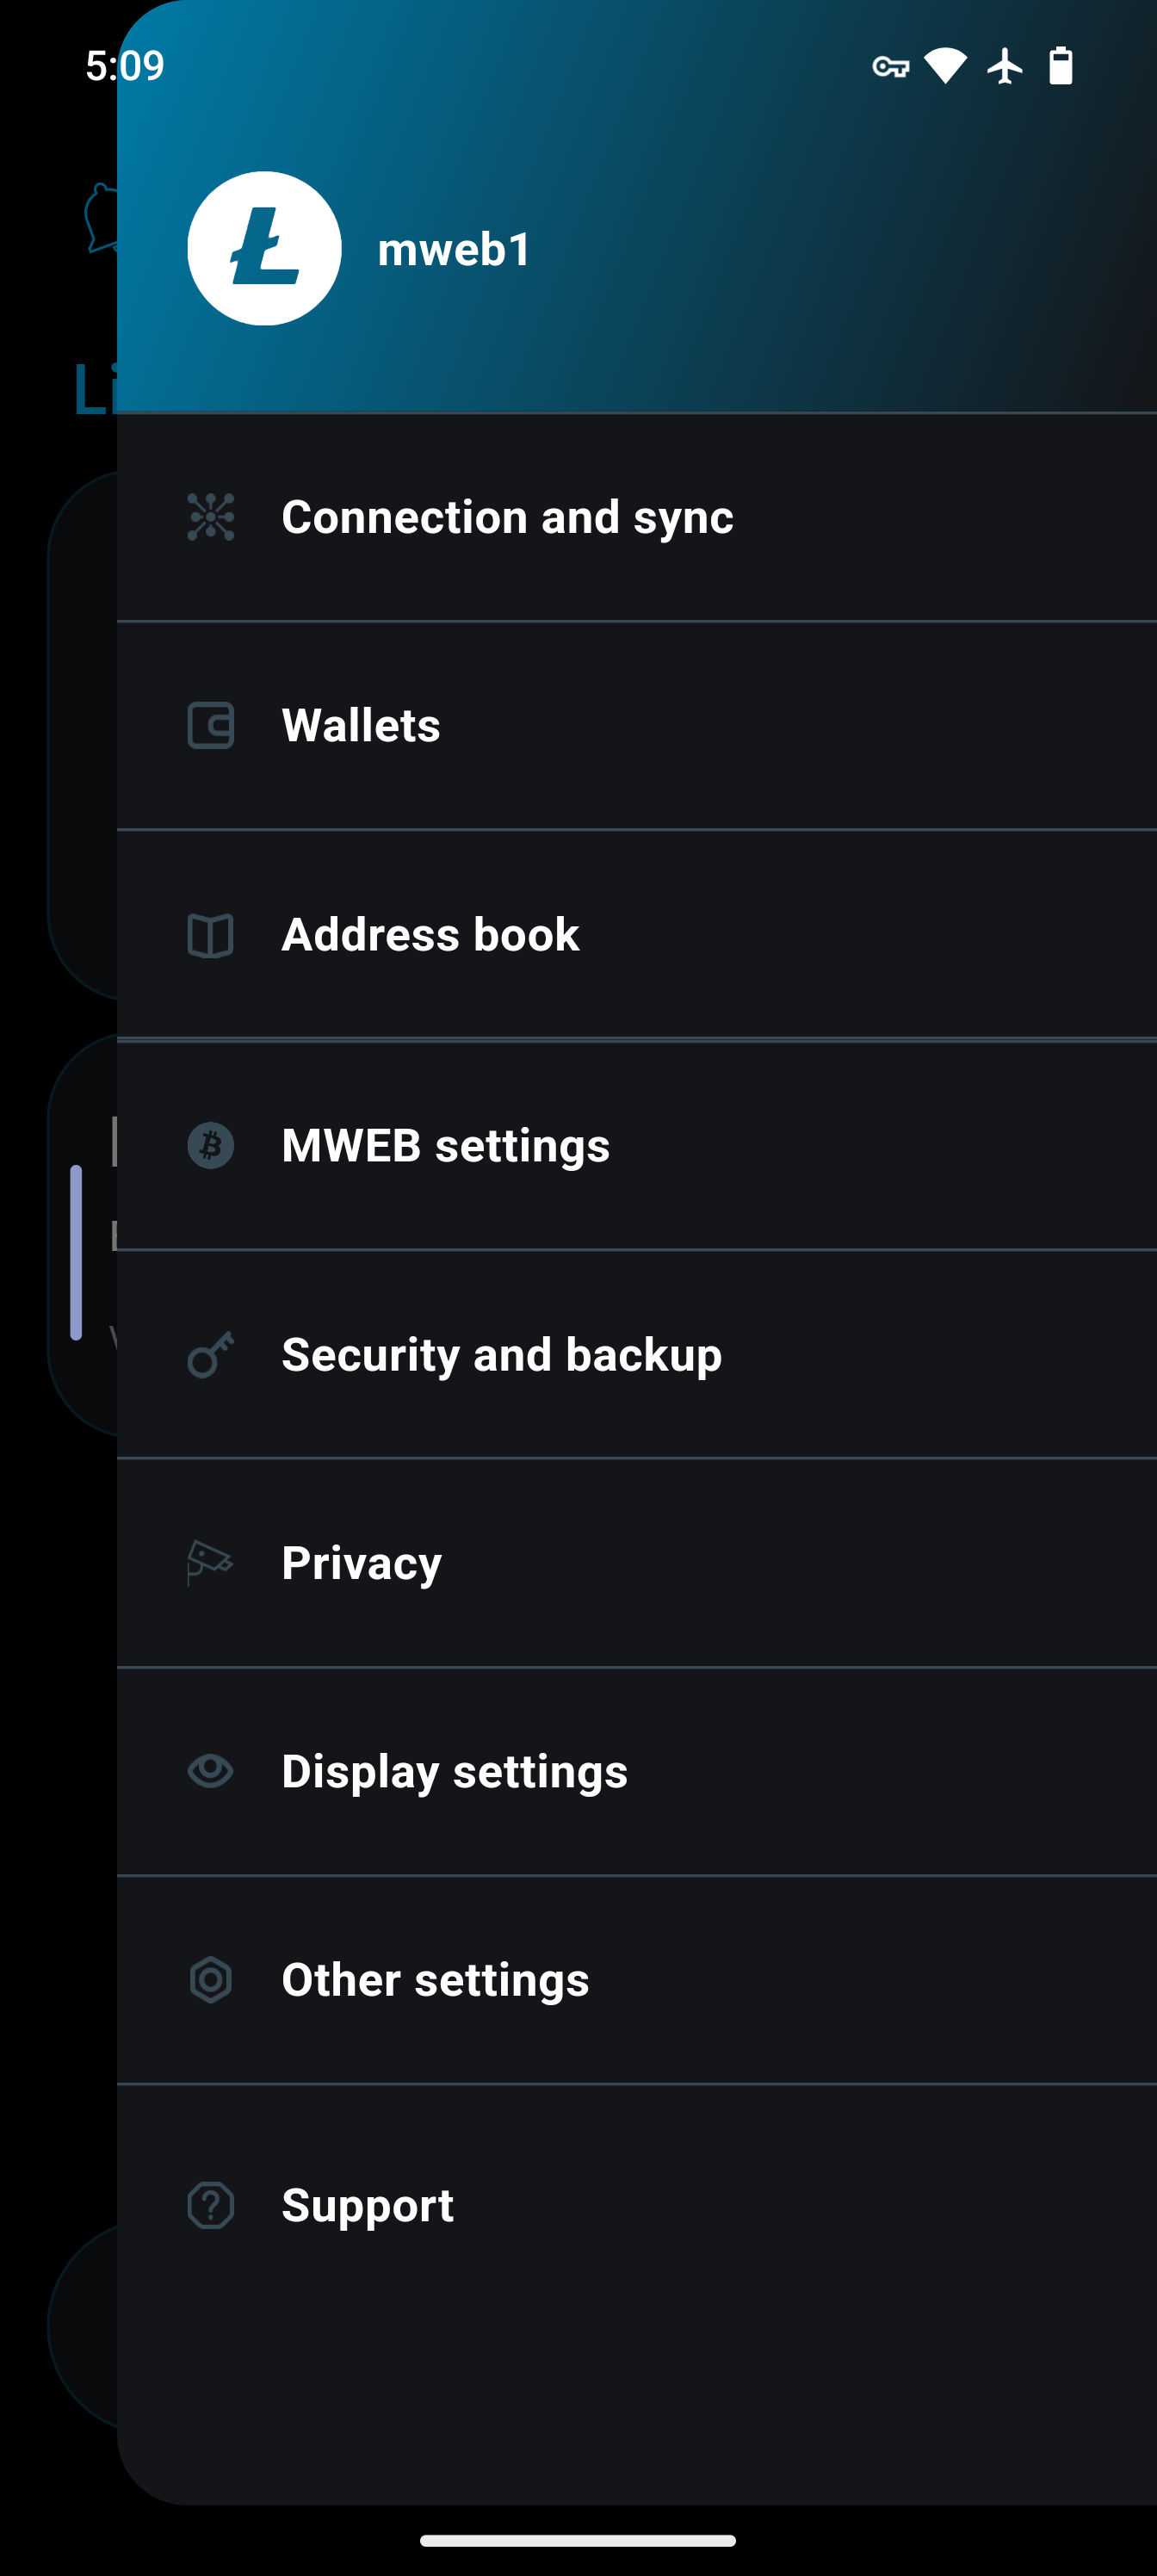 5:09
mweb1
Li
Connection and sync
Wallets
Address book
MWEB settings
Security and backup
Privacy
Display settings
Other settings
Support